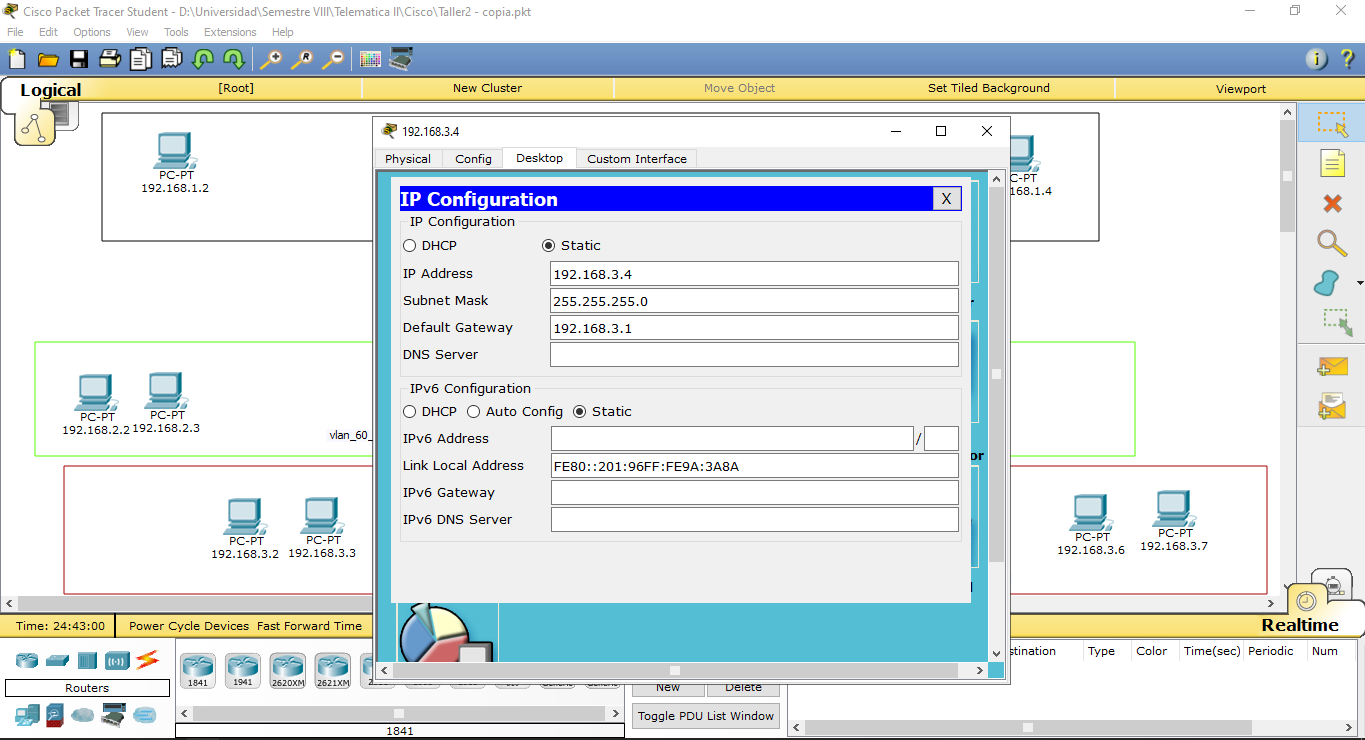 Cisco Packet Tracer Student - D:\Universidad\Semestre VIII\Telematica II\Cisco\Taller2 - copia.pkt
File Edit Options View Tools Extensions Help
Logical [Root] New Cluster Move Object Set Tiled Background Viewport
192.168.3.4
Physical Config Desktop Custom Interface
IP Configuration X
IP Configuration
DHCP Static
IP Address 192.168.3.4
Subnet Mask 255.255.255.0
Default Gateway 192.168.3.1
DNS Server
IPv6 Configuration
DHCP Auto Config Static
IPv6 Address /
Link Local Address FE80::201:96FF:FE9A:3A8A
IPv6 Gateway
IPv6 DNS Server
PC-PT
192.168.1.2
C-PT
168.1.4
PC-PT
192.168.2.2
PC-PT
192.168.2.3
vlan_60_
or
PC-PT
192.168.3.2
PC-PT
192.168.3.3
PC-PT
192.168.3.6
PC-PT
192.168.3.7
Time: 24:43:00 Power Cycle Devices Fast Forward Time Realtime
Routers
1841 1941 2620XM 2621XM
1841
New Delete
Toggle PDU List Window
stination Type Color Time(sec) Periodic Num